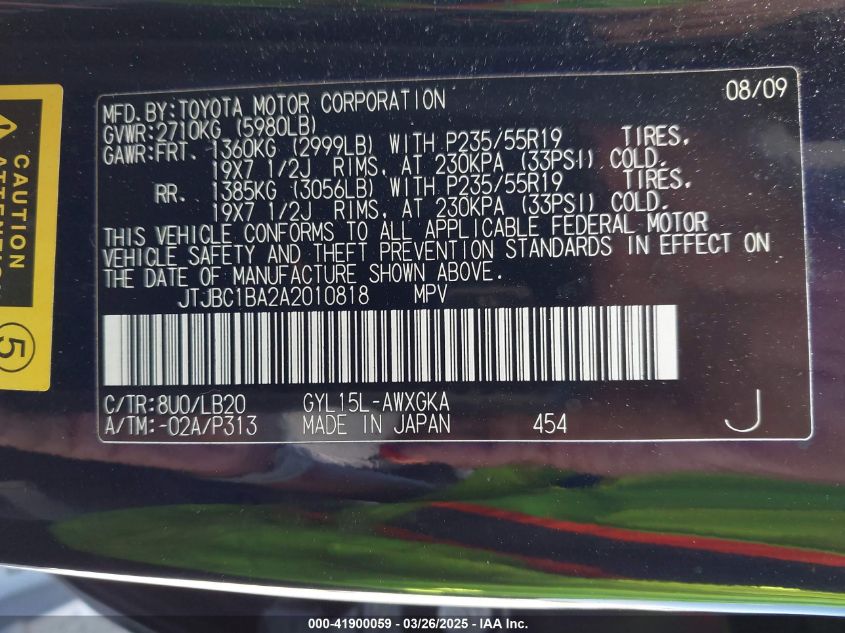 08/09
MFD.BY:TOYOTA MOTOR CORPORATION
GVWR:2710KG (5980LB)
GAWR:FRT. 1360KG (2999LB) WITH P235/55R19 TIRES,
19X7 1/2J RIMS, AT 230KPA (33PSI) COLD.
RR. 1385KG (3056LB) WITH P235/55R19 TIRES,
19X7 1/2J RIMS, AT 230KPA (33PSI) COLD.
THIS VEHICLE CONFORMS TO ALL APPLICABLE FEDERAL MOTOR
VEHICLE SAFETY AND THEFT PREVENTION STANDARDS IN EFFECT ON
THE DATE OF MANUFACTURE SHOWN ABOVE.
JTJBC1BA2A2010818 MPV
C/TR:8U0/LB20 GYL15L-AWXGKA
A/TM:-02A/P313 MADE IN JAPAN 454 J
CAUTION
ATTENTION
5
000-41900059 — 03/26/2025 - IAA Inc.